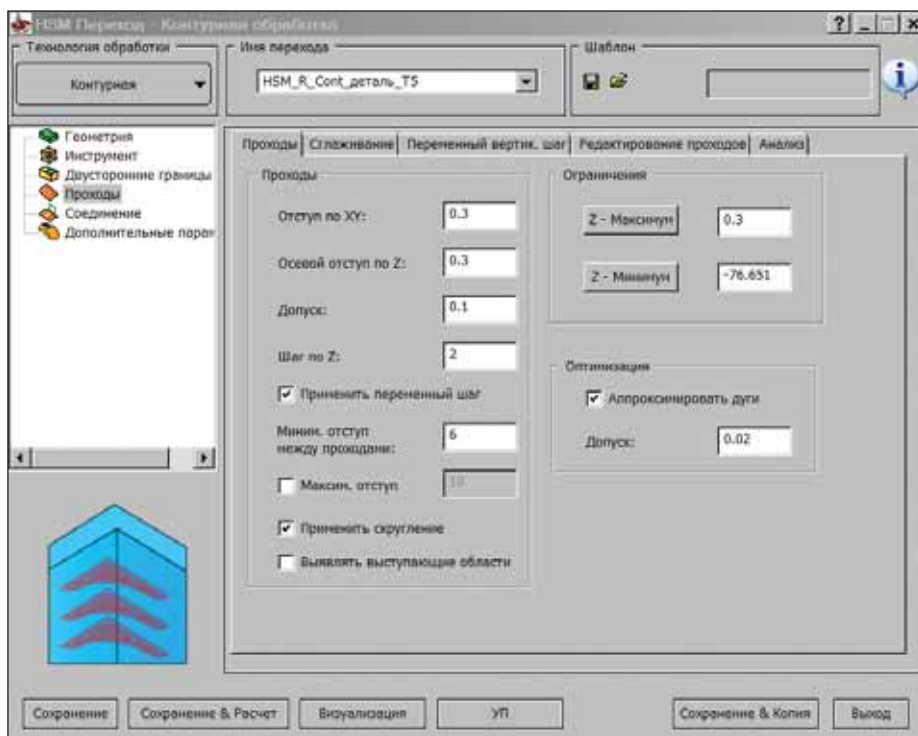 HSM Переход - Контурная обработка
Технология обработки
Контурная
Имя перехода
HSM_R_Cont_деталь_T5
Шаблон
Геометрия
Инструмент
Двусторонние границы
Проходы
Соединение
Дополнительные парам
Проходы
Сглаживание
Переменный вертик. шаг
Редактирование проходов
Анализ
Проходы
Отступ по XY:
0.3
Осевой отступ по Z:
0.3
Допуск:
0.1
Шаг по Z:
2
Применить переменный шаг
Миним. отступ
между проходами:
6
Максим. отступ
10
Применить скругление
Выявлять выступающие области
Ограничения
Z - Максимум
0.3
Z - Минимум
-76.651
Оптимизация
Аппроксимировать дуги
Допуск:
0.02
Сохранение
Сохранение & Расчет
Визуализация
УП
Сохранение & Копия
Выход